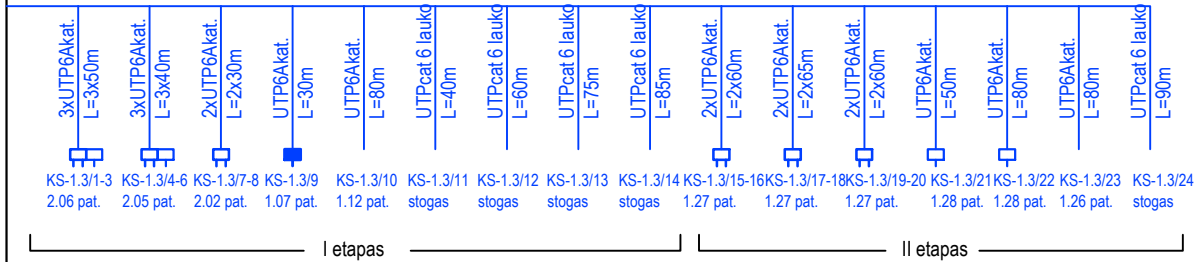 3xUTP6Akat.
L=3x50m
3xUTP6Akat.
L=3x40m
2xUTP6Akat.
L=2x30m
UTP6Akat.
L=30m
UTP6Akat.
L=80m
UTPcat 6 lauko
L=40m
UTPcat 6 lauko
L=60m
UTPcat 6 lauko
L=75m
UTPcat 6 lauko
L=85m
2xUTP6Akat.
L=2x60m
2xUTP6Akat.
L=2x65m
2xUTP6Akat.
L=2x60m
UTP6Akat.
L=50m
UTP6Akat.
L=80m
UTP6Akat.
L=80m
UTPcat 6 lauko
L=90m
KS-1.3/1-3 KS-1.3/4-6 KS-1.3/7-8 KS-1.3/9 KS-1.3/10 KS-1.3/11 KS-1.3/12 KS-1.3/13 KS-1.3/14 KS-1.3/15-16 KS-1.3/17-18 KS-1.3/19-20 KS-1.3/21 KS-1.3/22 KS-1.3/23 KS-1.3/24
2.06 pat. 2.05 pat. 2.02 pat. 1.07 pat. 1.12 pat. stogas stogas stogas stogas 1.27 pat. 1.27 pat. 1.27 pat. 1.28 pat. 1.28 pat. 1.26 pat. stogas
I etapas II etapas